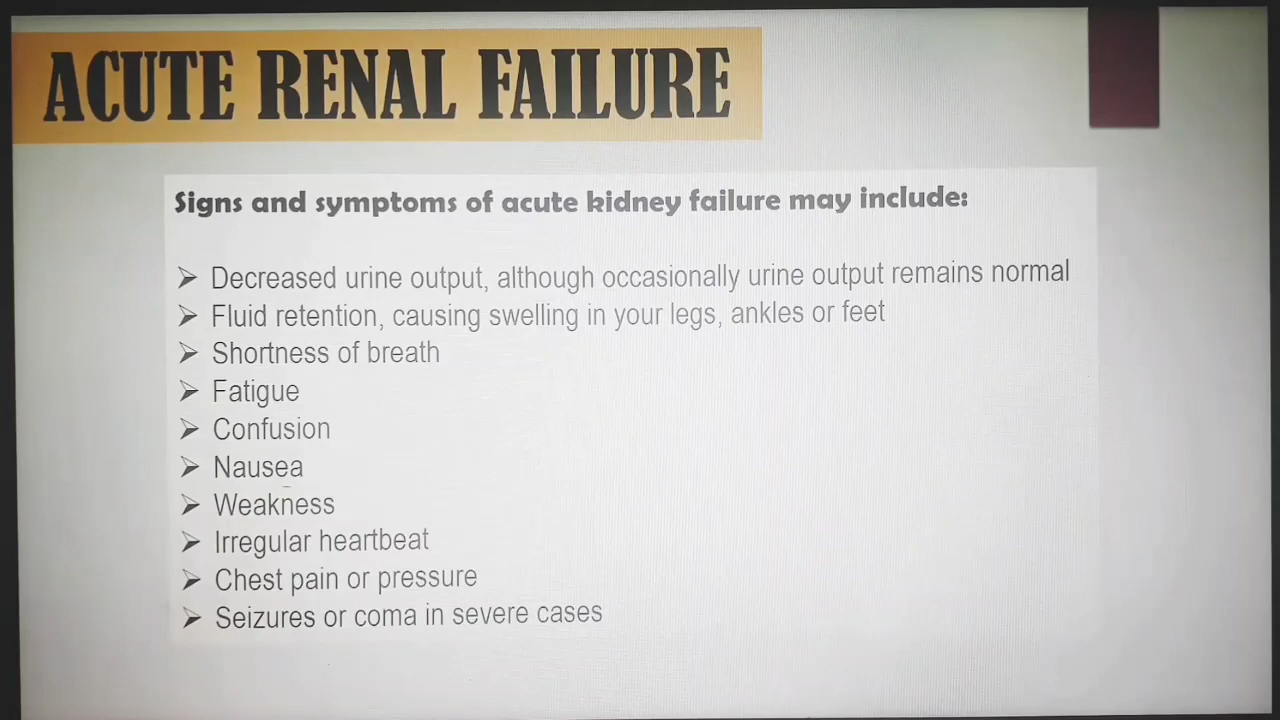 ACUTE RENAL FAILURE
Signs and symptoms of acute kidney failure may include:
➢ Decreased urine output, although occasionally urine output remains normal
➢ Fluid retention, causing swelling in your legs, ankles or feet
➢ Shortness of breath
➢ Fatigue
➢ Confusion
➢ Nausea
➢ Weakness
➢ Irregular heartbeat
➢ Chest pain or pressure
➢ Seizures or coma in severe cases